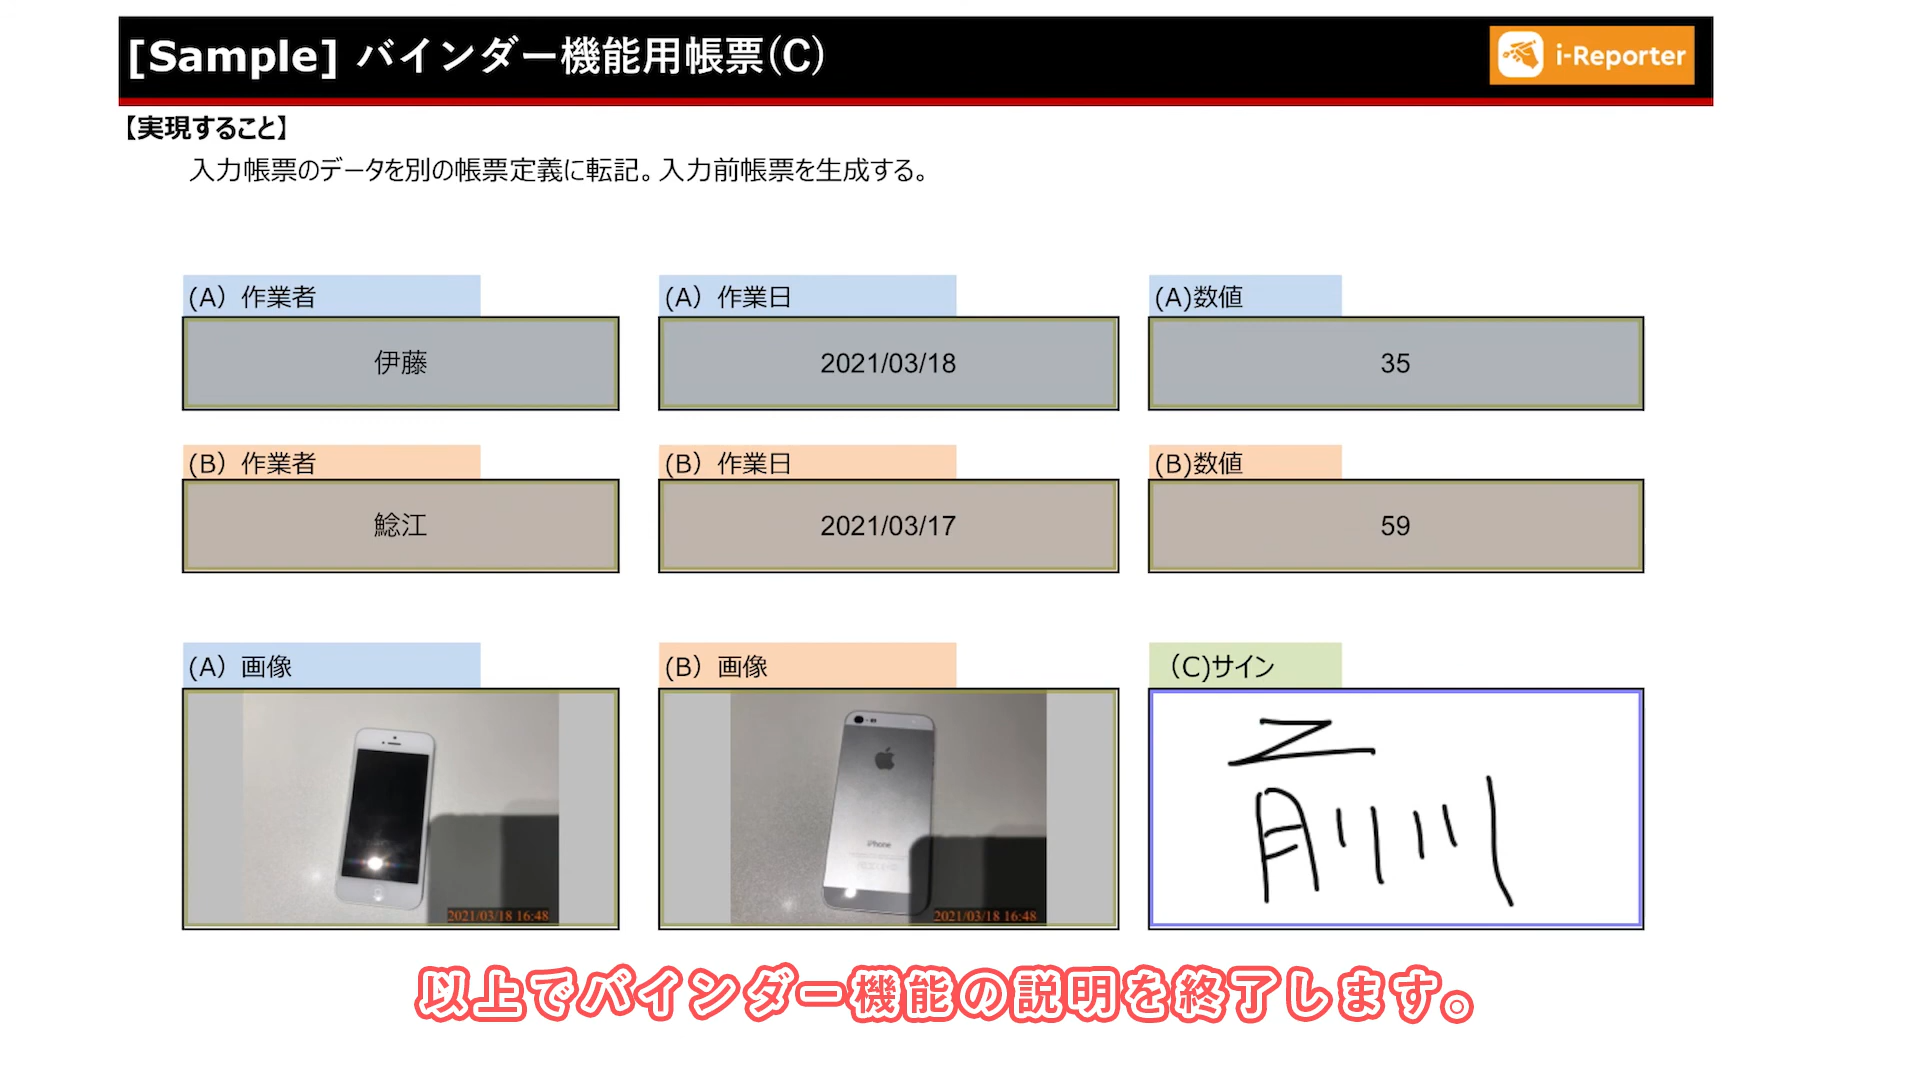 [Sample] バインダー機能用帳票(C)
i-Reporter
【実現すること】
入力帳票のデータを別の帳票定義に転記。入力前帳票を生成する。
(A）作業者
(A）作業日
(A)数値
伊藤
2021/03/18
35
(B）作業者
(B）作業日
(B)数値
鯰江
2021/03/17
59
(A）画像
(B）画像
（C)サイン
2021/03/18 16:48
iPhone
2021/03/18 16:48
前川
以上でバインダー機能の説明を終了します。